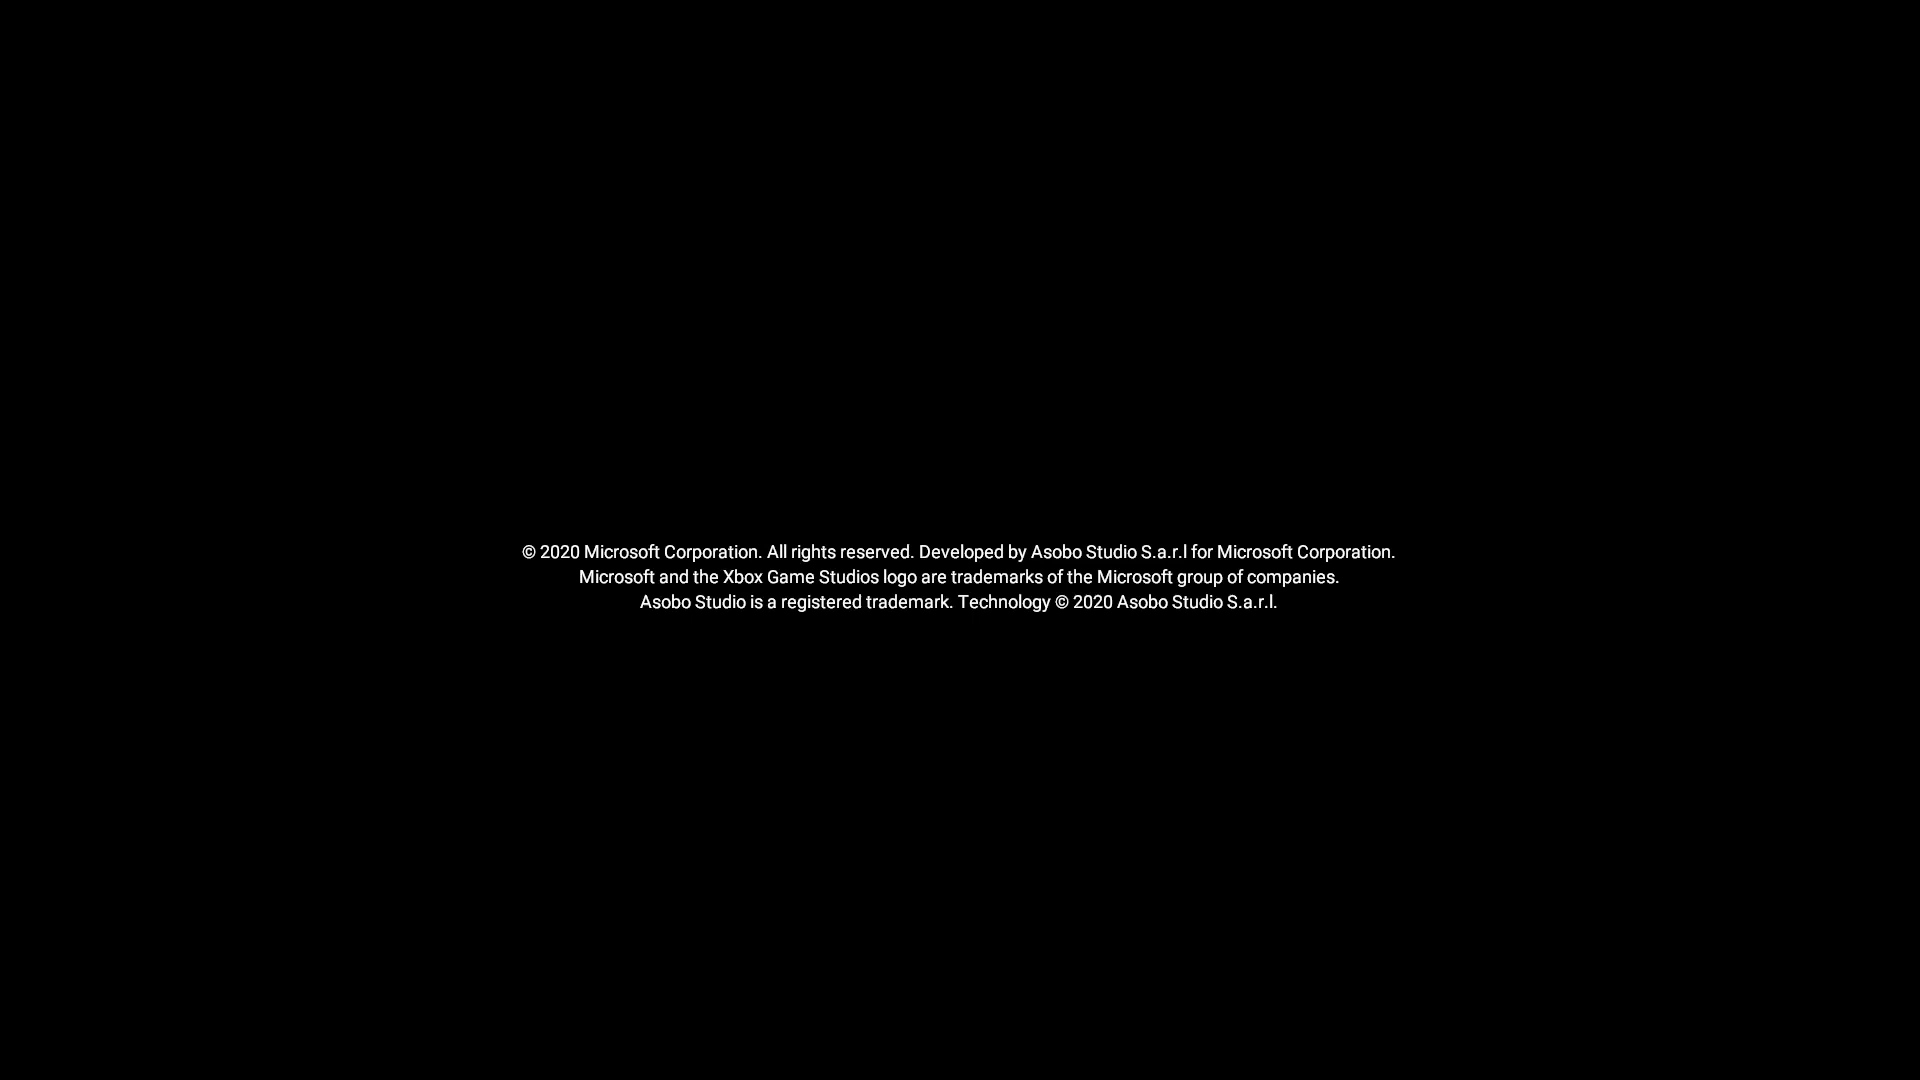 © 2020 Microsoft Corporation. All rights reserved. Developed by Asobo Studio S.a.r.l for Microsoft Corporation.
Microsoft and the Xbox Game Studios logo are trademarks of the Microsoft group of companies.
Asobo Studio is a registered trademark. Technology © 2020 Asobo Studio S.a.r.l.